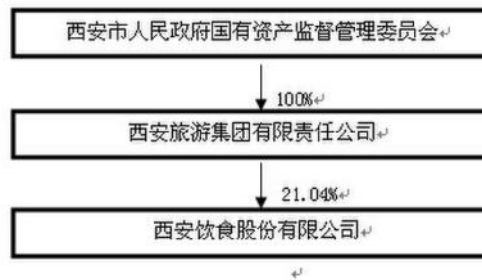 西安市人民政府国有资产监督管理委员会
100%
西安旅游集团有限责任公司
21.04%
西安饮食股份有限公司